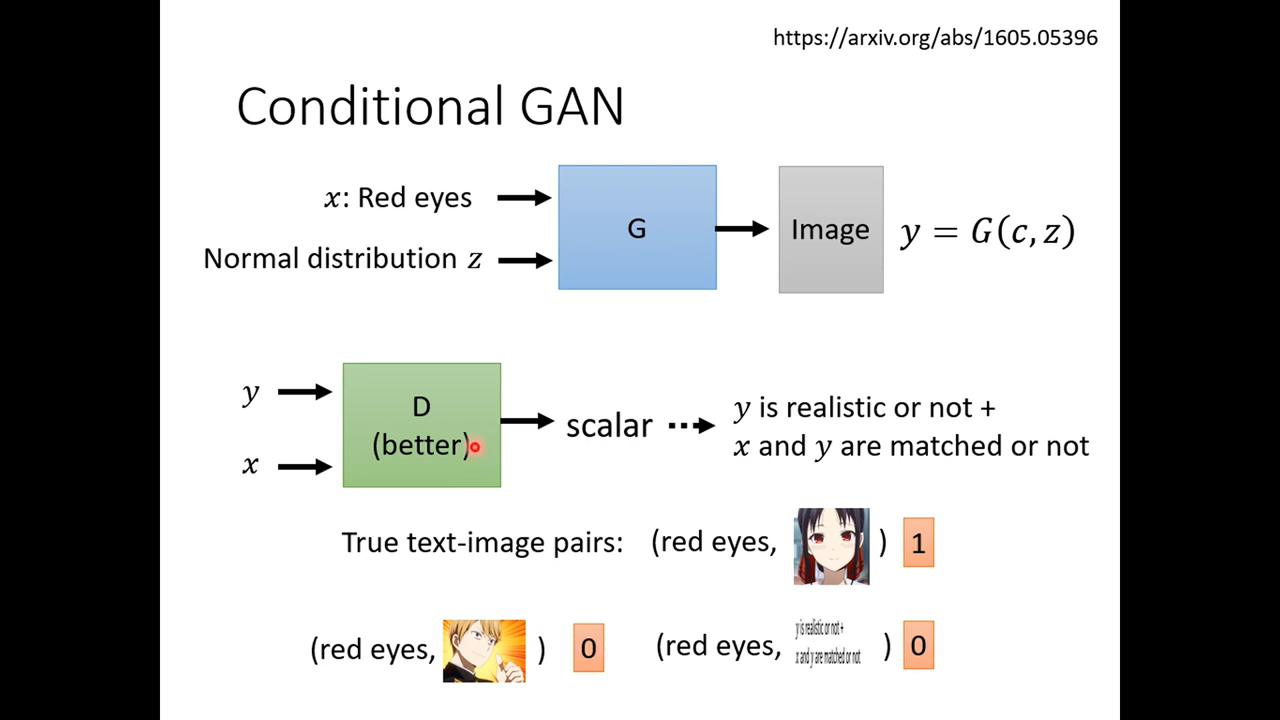 https://arxiv.org/abs/1605.05396
Conditional GAN
x: Red eyes
Normal distribution z
G
Image
y = G(c, z)
y
x
D
(better)
scalar
y is realistic or not +
x and y are matched or not
True text-image pairs:
(red eyes, ) 1
(red eyes, ) 0
(red eyes, y is realistic or not +
x and y are matched or not ) 0